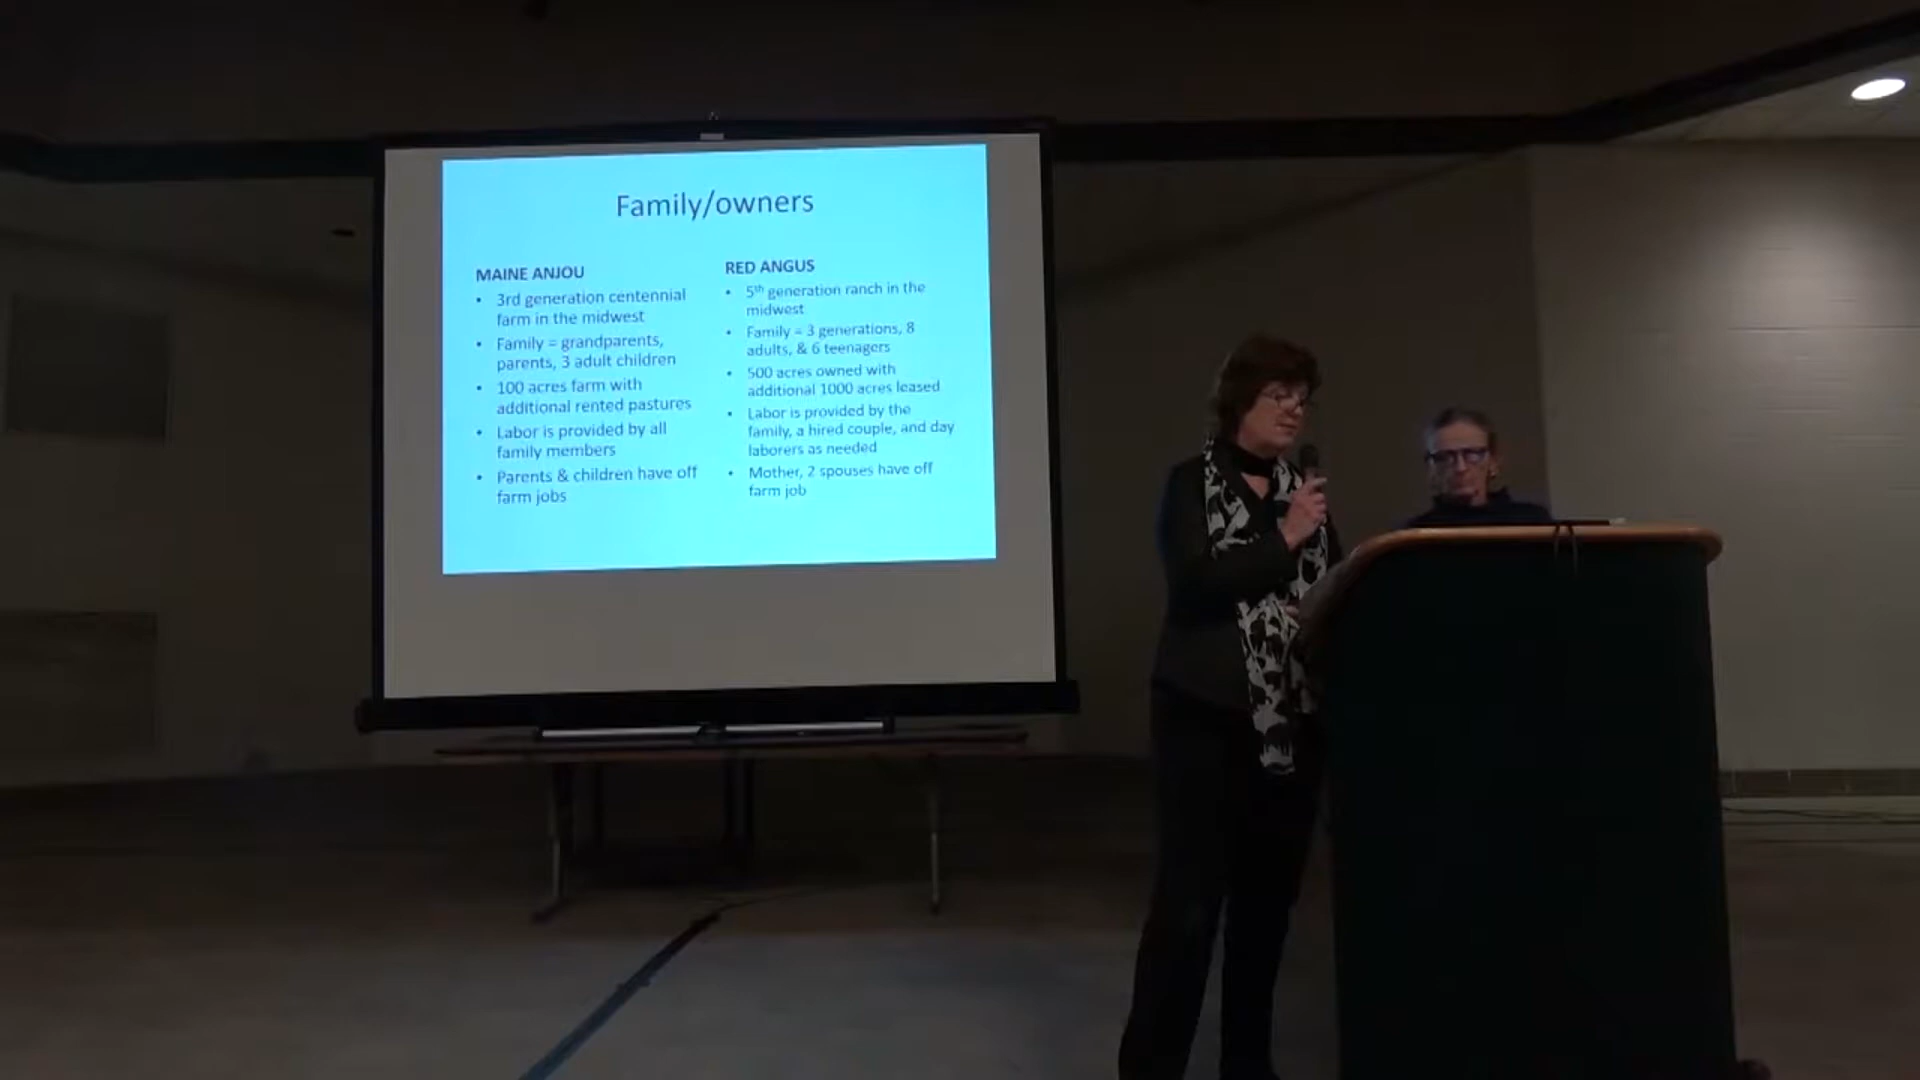 Family/owners
MAINE ANJOU
• 3rd generation centennial
farm in the midwest
• Family = grandparents,
parents, 3 adult children
• 100 acres farm with
additional rented pastures
• Labor is provided by all
family members
• Parents & children have off
farm jobs
RED ANGUS
• 5th generation ranch in the
midwest
• Family = 3 generations, 8
adults, & 6 teenagers
• 500 acres owned with
additional 1000 acres leased
• Labor is provided by the
family, a hired couple, and day
laborers as needed
• Mother, 2 spouses have off
farm job